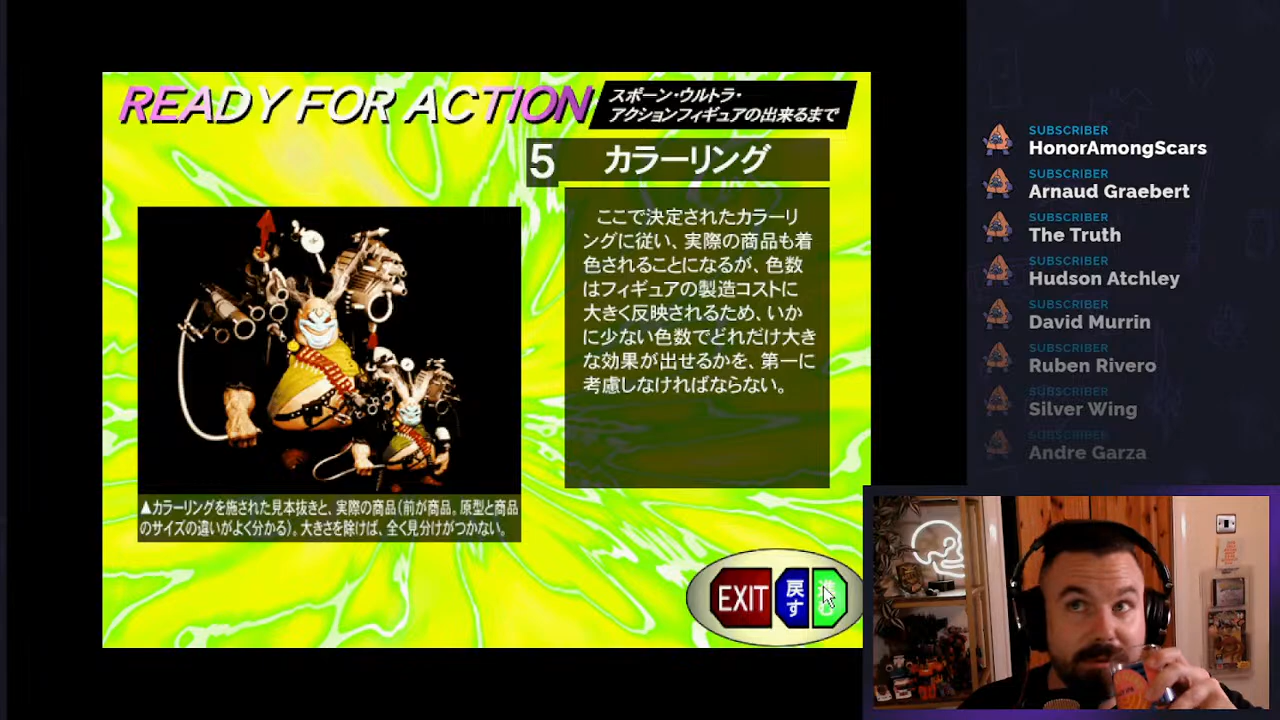 READY FOR ACTION
スポーン・ウルトラ・
アクションフィギュアの出来るまで
5 カラーリング
ここで決定されたカラーリ
ングに従い、実際の商品も着
色されることになるが、色数
はフィギュアの製造コストに
大きく反映されるため、いか
に少ない色数でどれだけ大き
な効果が出せるかを、第一に
考慮しなければならない。
▲カラーリングを施された見本抜きと、実際の商品(前が商品。原型と商品
のサイズの違いがよく分かる)。大きさを除けば、全く見分けがつかない。
EXIT
戻す
SUBSCRIBER
HonorAmongScars
SUBSCRIBER
Arnaud Graebert
SUBSCRIBER
The Truth
SUBSCRIBER
Hudson Atchley
SUBSCRIBER
David Murrin
SUBSCRIBER
Ruben Rivero
SUBSCRIBER
Silver Wing
SUBSCRIBER
Andre Garza